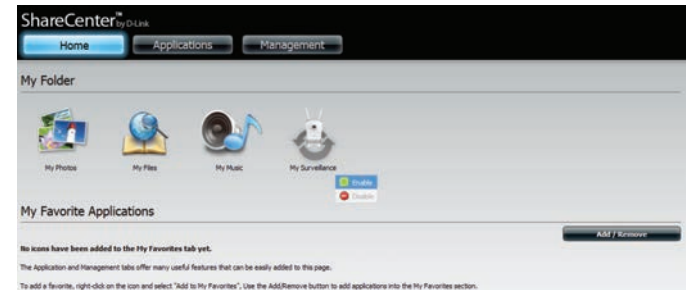 ShareCenter™ by D-Link
Home Applications Management
My Folder
My Photos My Files My Music My Surveillance
Enable
Disable
My Favorite Applications
Add / Remove
No icons have been added to the My Favorites tab yet.
The Application and Management tabs offer many useful features that can be easily added to this page.
To add a favorite, right-click on the icon and select "Add to My Favorites". Use the Add/Remove button to add applications into the My Favorites section.